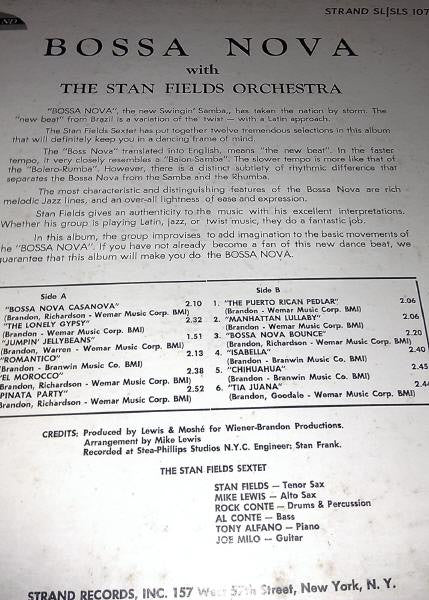 STRAND SL/SLS 107
BOSSA NOVA
with
THE STAN FIELDS ORCHESTRA
"BOSSA NOVA", the new Swingin' Samba,, has taken the nation by storm. The
"new beat" from Brazil is a variation of the twist — with a Latin approach.
The Stan Fields Sextet has put together twelve tremendous selections in this album
that will definitely keep you in a dancing frame of mind.
The "Boss Nova" translated into English, means "the new beat". In the faster
tempo, it very closely resembles a "Baion-Samba". The slower tempo is more like that of
the "Bolero-Rumba". However, there is a distinct subtlety of rhythmic difference that
separates the Bossa Nova from the Samba and the Rhumba.
The most characteristic and distinguishing features of the Bossa Nova are rich
melodic Jazz lines, and an over-all lightness of ease and expression.
Stan Fields gives an authenticity to the music with his excellent interpretations.
Whether his group is playing Latin, jazz, or twist music, they do a fantastic job.
In this album, the group improvises to add imagination to the basic movements of
the "BOSSA NOVA". If you have not already become a fan of this new dance beat, we
guarantee that this album will make you do the BOSSA NOVA.
Side A
"BOSSA NOVA CASANOVA" 2.10
(Brandon, Richardson - Wemar Music Corp. BMI)
"THE LONELY GYPSY" 2.32
(Brandon - Wemar Music Corp. BMI)
"JUMPIN' JELLYBEANS" 1.51
(Brandon, Warren - Wemar Music Corp. BMI)
"ROMANTICO" 2.13
(Brandon - Branwin Music Co. BMI)
"EL MOROCCO" 2.38
(Brandon, Richardson - Wemar Music Corp. BMI)
PINATA PARTY" 2.52
Brandon, Richardson - Wemar Music Corp. BMI)
Side B
1. "THE PUERTO RICAN PEDLAR" 2.06
(Brandon, Richardson - Wemar Music Corp. BMI)
2. "MANHATTAN LULLABY" 2.06
(Brandon - Wemar Music Corp. BMI)
3. "BOSSA NOVA BOUNCE" 2.20
(Brandon, Richardson - Wemar Music Corp. BMI)
4. "ISABELLA" 2.40
(Brandon - Branwin Music Co. BMI)
5. "CHIHUAHUA" 2.45
(Brandon - Branwin Music Co. BMI)
6. "TIA JUANA" 2.44
(Brandon, Goodale - Wemar Music Corp. BMI)
CREDITS: Produced by Lewis & Moshé for Wiener-Brandon Productions.
Arrangement by Mike Lewis
Recorded at Stea-Phillips Studios N.Y.C. Engineer; Stan Frank.
THE STAN FIELDS SEXTET
STAN FIELDS — Tenor Sax
MIKE LEWIS — Alto Sax
ROCK CONTE — Drums & Percussion
AL CONTE — Bass
TONY ALFANO — Piano
JOE MILO — Guitar
STRAND RECORDS, INC. 157 West 57th Street, New York, N. Y.